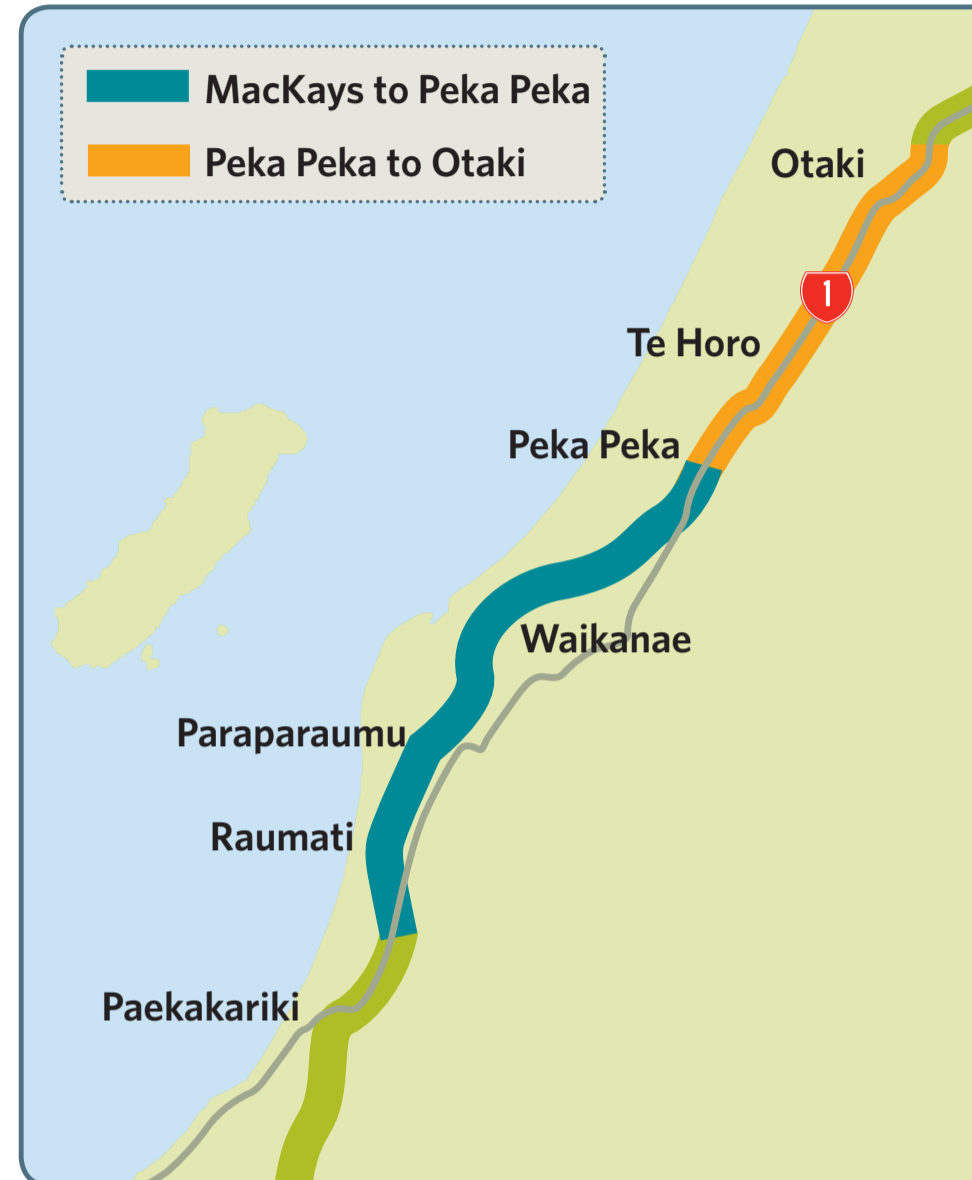 MacKays to Peka Peka
Peka Peka to Otaki
Otaki
1
Te Horo
Peka Peka
Waikanae
Paraparaumu
Raumati
Paekakariki